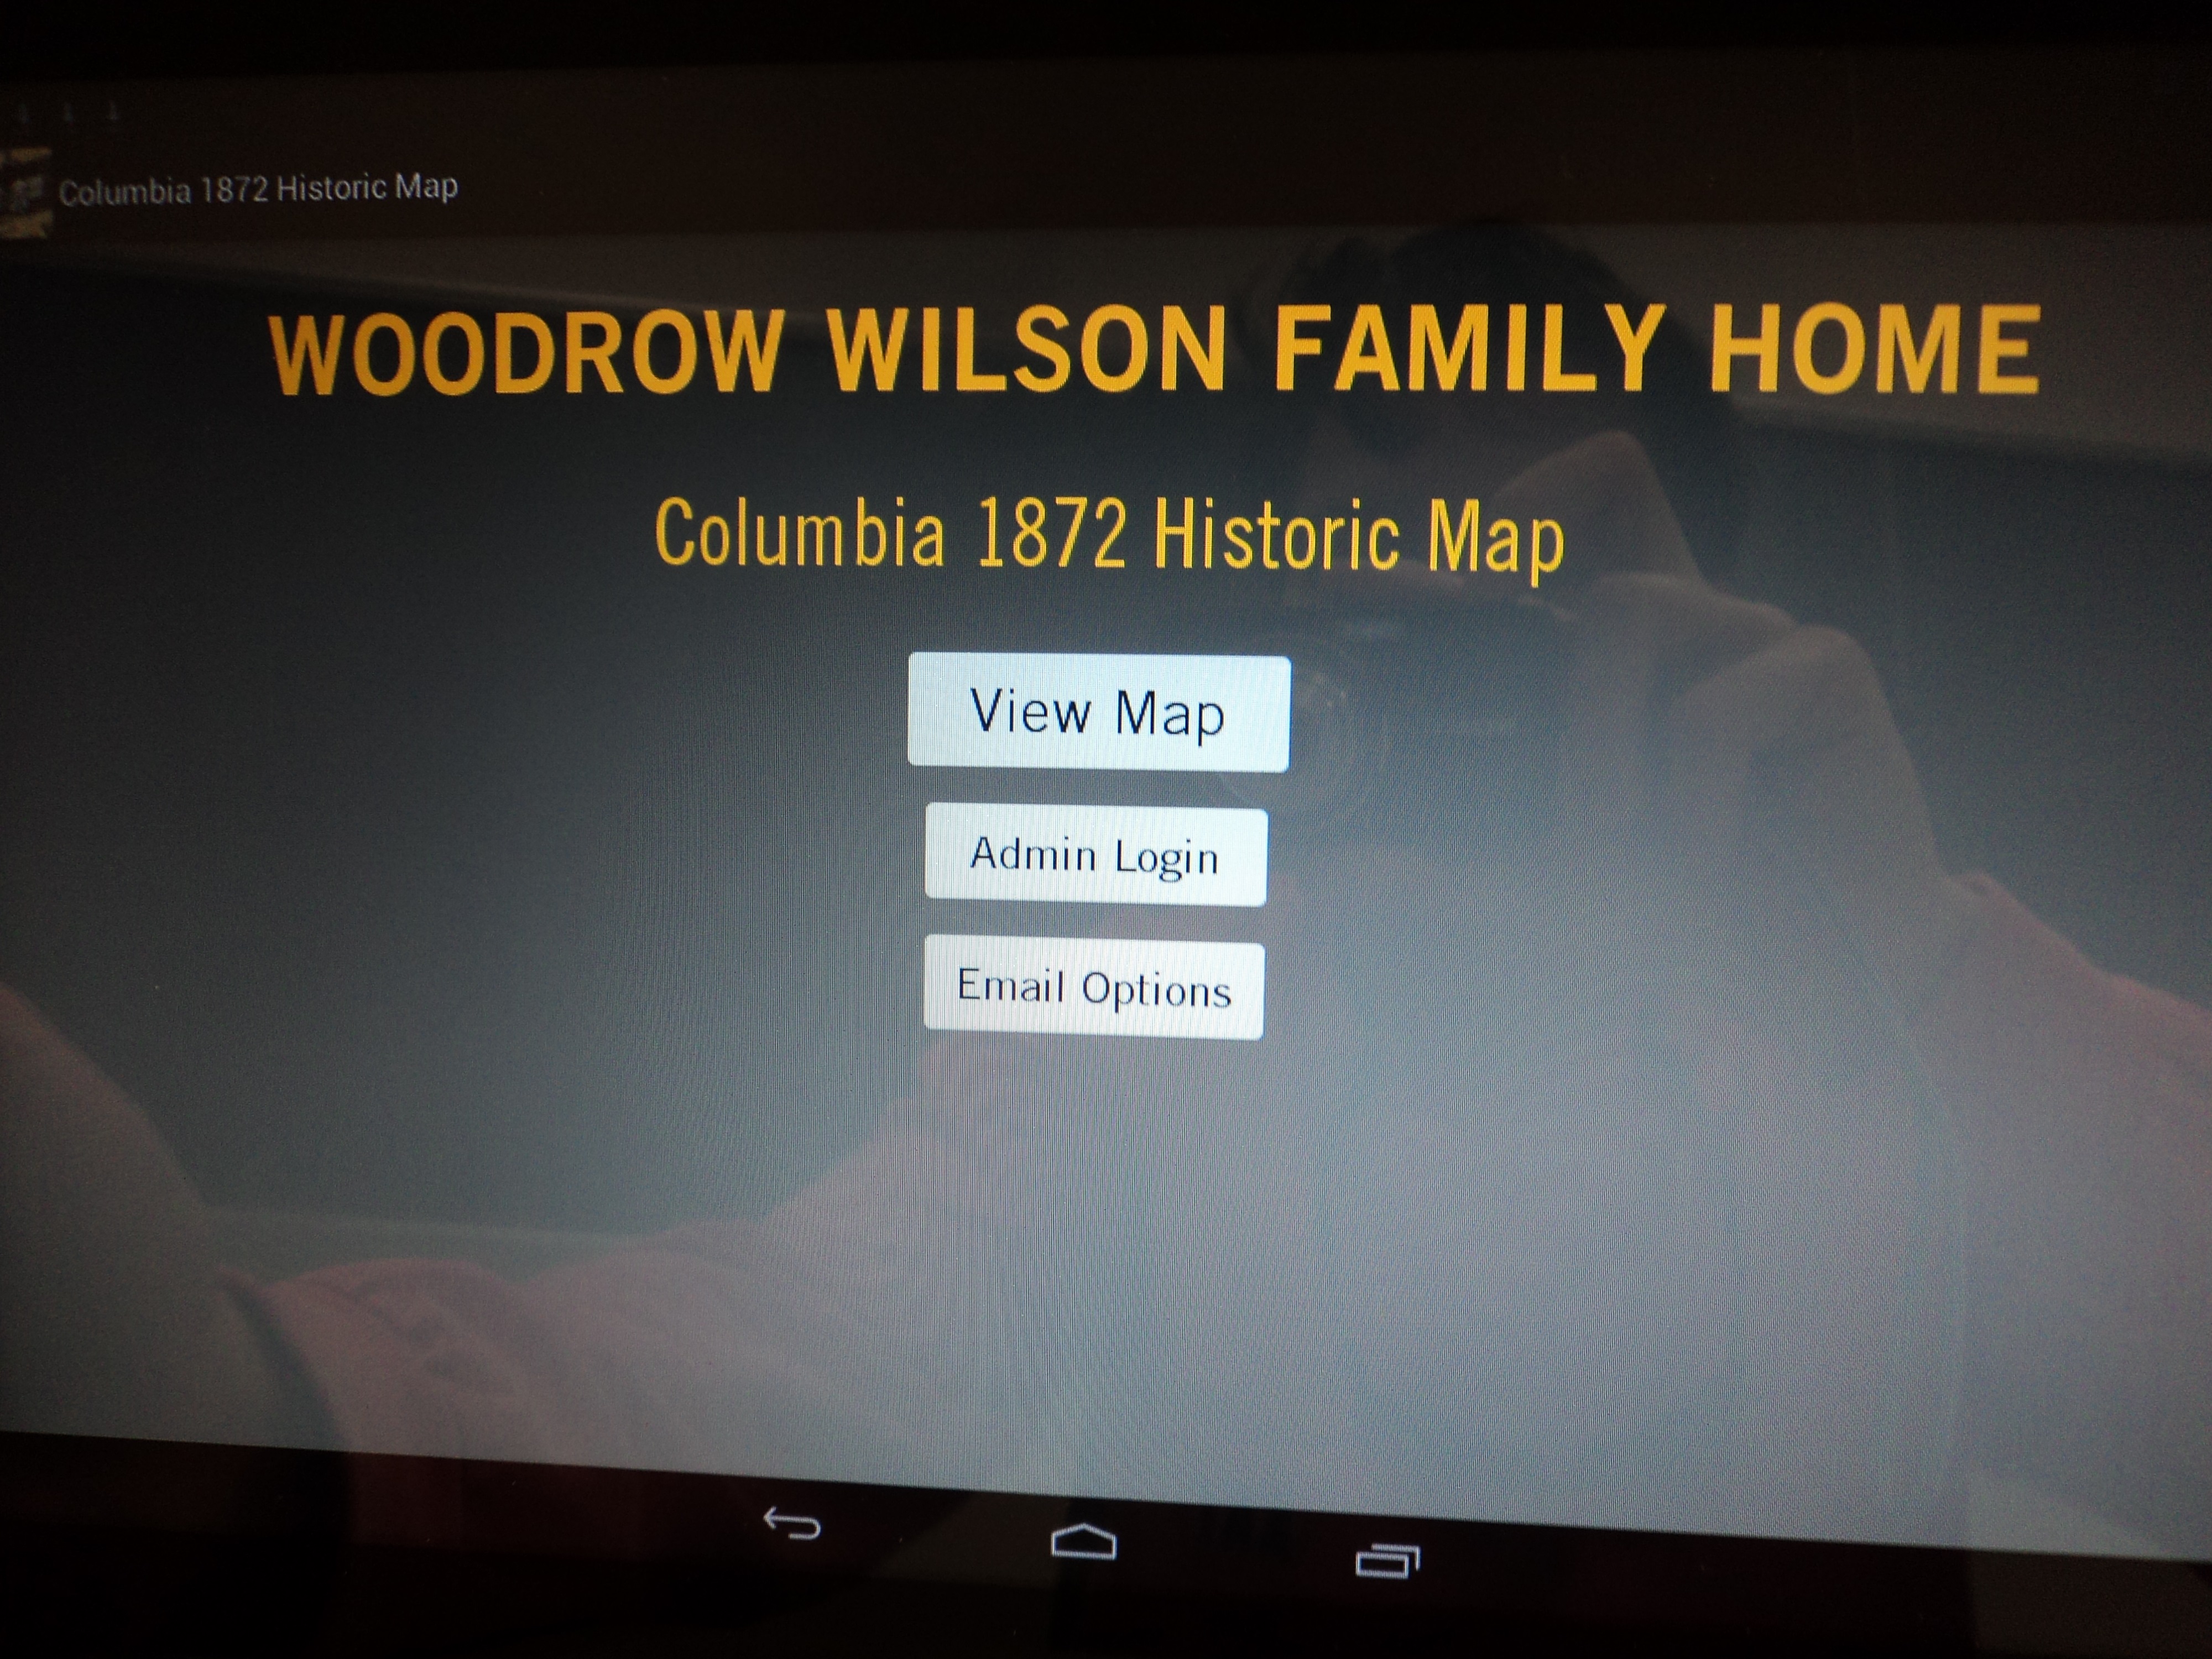 Columbia 1872 Historic Map
WOODROW WILSON FAMILY HOME
Columbia 1872 Historic Map
View Map
Admin Login
Email Options